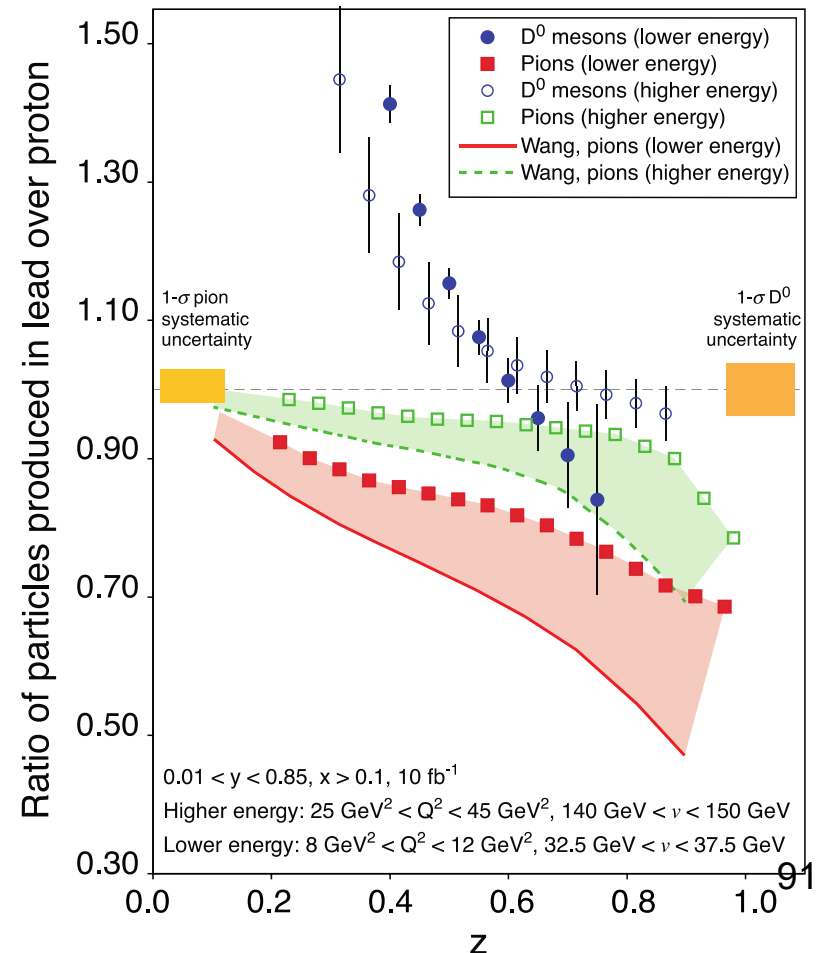 Ratio of particles produced in lead over proton
1.50
1.30
1.10
0.90
0.70
0.50
0.30
D⁰ mesons (lower energy)
Pions (lower energy)
D⁰ mesons (higher energy)
Pions (higher energy)
Wang, pions (lower energy)
Wang, pions (higher energy)
1-σ pion
systematic
uncertainty
1-σ D⁰
systematic
uncertainty
0.01 < y < 0.85, x > 0.1, 10 fb⁻¹
Higher energy: 25 GeV² < Q² < 45 GeV², 140 GeV < ν < 150 GeV
Lower energy: 8 GeV² < Q² < 12 GeV², 32.5 GeV < ν < 37.5 GeV
91
0.0 0.2 0.4 0.6 0.8 1.0
z